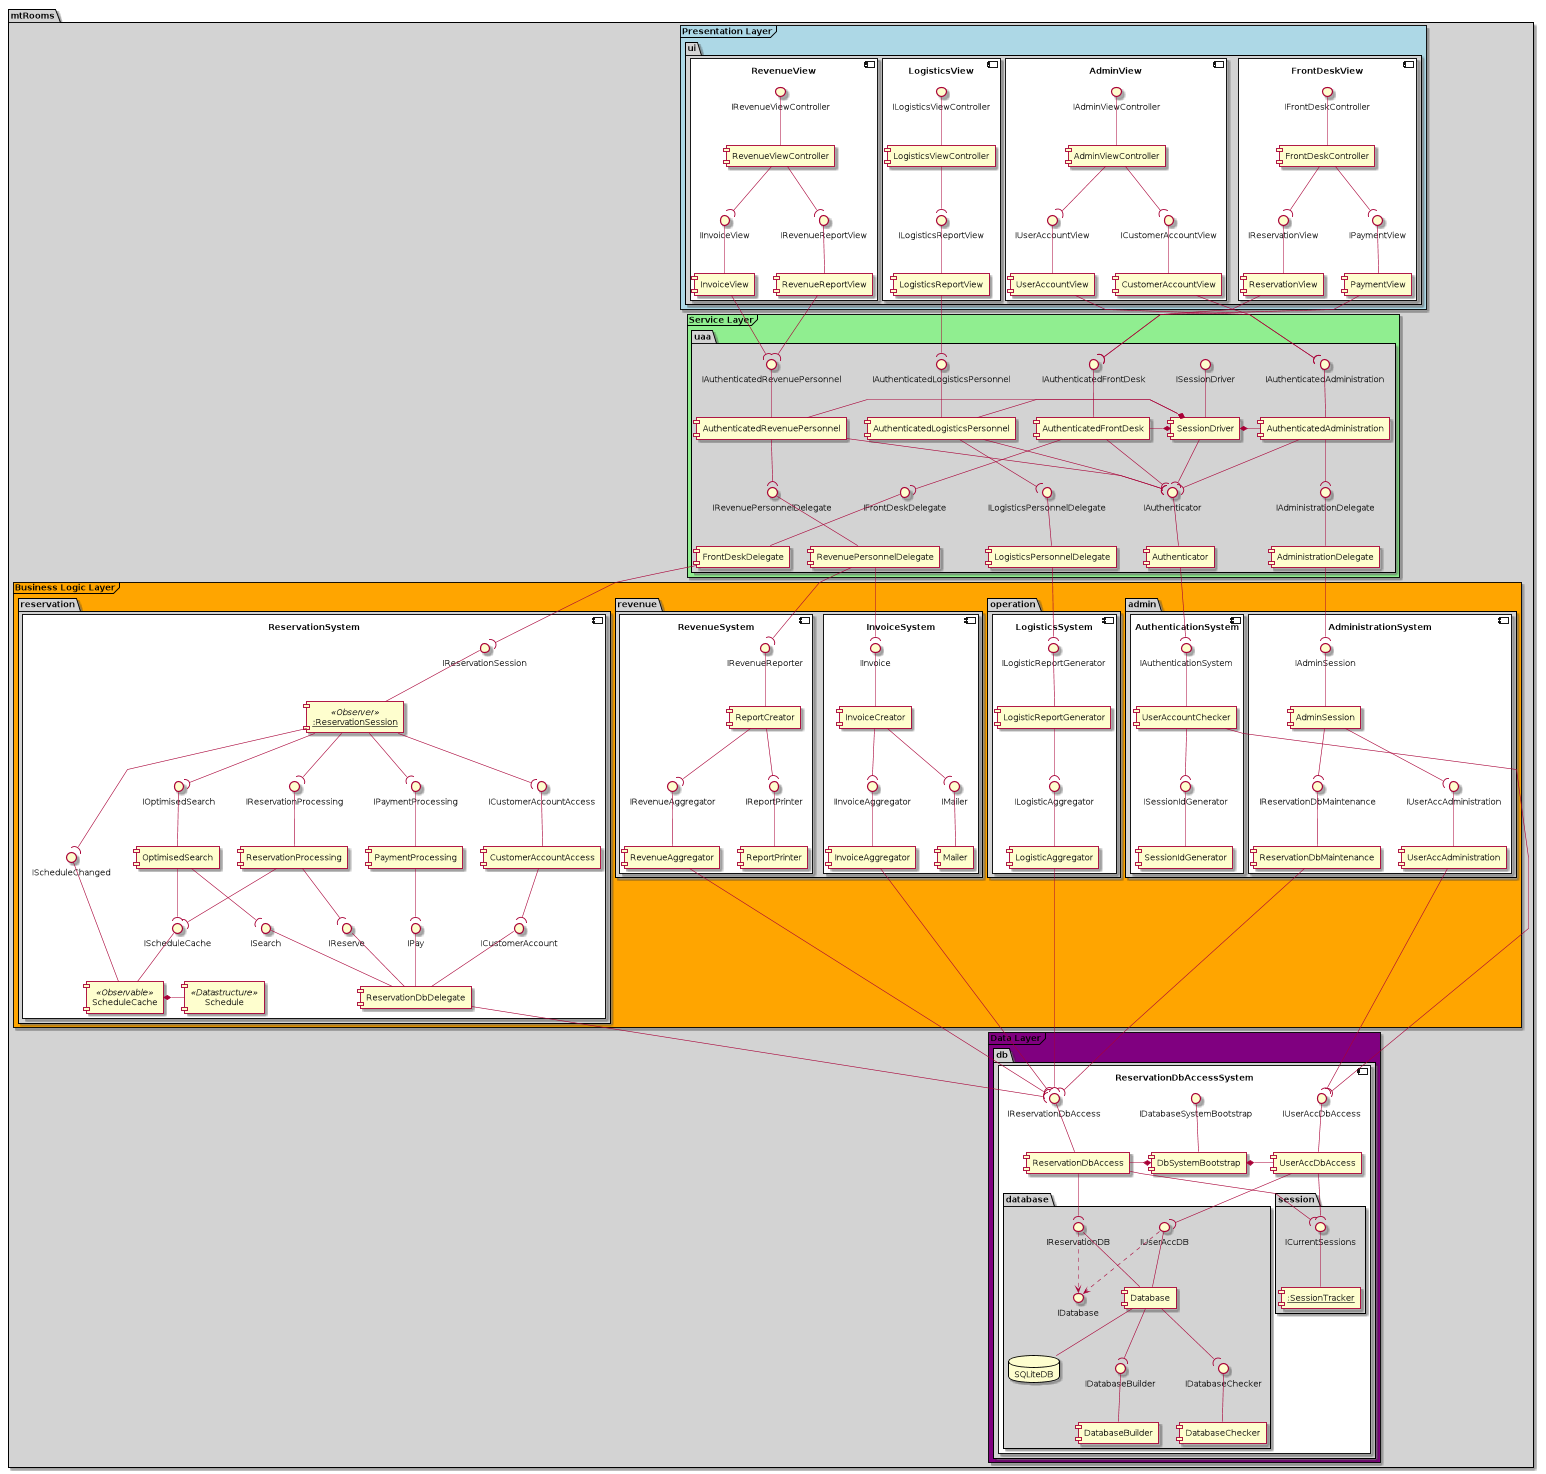 mtRooms
Presentation Layer
ui
RevenueView
LogisticsView
AdminView
FrontDeskView
IRevenueViewController
ILogisticsViewController
IAdminViewController
IFrontDeskController
RevenueViewController
LogisticsViewController
AdminViewController
FrontDeskController
IInvoiceView
IRevenueReportView
ILogisticsReportView
IUserAccountView
ICustomerAccountView
IReservationView
IPaymentView
InvoiceView
RevenueReportView
LogisticsReportView
UserAccountView
CustomerAccountView
ReservationView
PaymentView
Service Layer
uaa
IAuthenticatedRevenuePersonnel
IAuthenticatedLogisticsPersonnel
IAuthenticatedFrontDesk
ISessionDriver
IAuthenticatedAdministration
AuthenticatedRevenuePersonnel
AuthenticatedLogisticsPersonnel
AuthenticatedFrontDesk
SessionDriver
AuthenticatedAdministration
IRevenuePersonnelDelegate
IFrontDeskDelegate
ILogisticsPersonnelDelegate
IAuthenticator
IAdministrationDelegate
FrontDeskDelegate
RevenuePersonnelDelegate
LogisticsPersonnelDelegate
Authenticator
AdministrationDelegate
Business Logic Layer
reservation
revenue
operation
admin
ReservationSystem
RevenueSystem
InvoiceSystem
LogisticsSystem
AuthenticationSystem
AdministrationSystem
IReservationSession
IRevenueReporter
IInvoice
ILogisticReportGenerator
IAuthenticationSystem
IAdminSession
«Observer»
:ReservationSession
ReportCreator
InvoiceCreator
LogisticReportGenerator
UserAccountChecker
AdminSession
IOptimisedSearch
IReservationProcessing
IPaymentProcessing
ICustomerAccountAccess
IRevenueAggregator
IReportPrinter
IInvoiceAggregator
IMailer
ILogisticAggregator
ISessionIdGenerator
IReservationDbMaintenance
IUserAccAdministration
IScheduleChanged
OptimisedSearch
ReservationProcessing
PaymentProcessing
CustomerAccountAccess
RevenueAggregator
ReportPrinter
InvoiceAggregator
Mailer
LogisticAggregator
SessionIdGenerator
ReservationDbMaintenance
UserAccAdministration
IScheduleCache
ISearch
IReserve
IPay
ICustomerAccount
«Observable»
ScheduleCache
«Datastructure»
Schedule
ReservationDbDelegate
Data Layer
db
ReservationDbAccessSystem
IReservationDbAccess
IDatabaseSystemBootstrap
IUserAccDbAccess
ReservationDbAccess
DbSystemBootstrap
UserAccDbAccess
database
session
IReservationDB
IUserAccDB
ICurrentSessions
IDatabase
Database
:SessionTracker
SQLiteDB
IDatabaseBuilder
IDatabaseChecker
DatabaseBuilder
DatabaseChecker